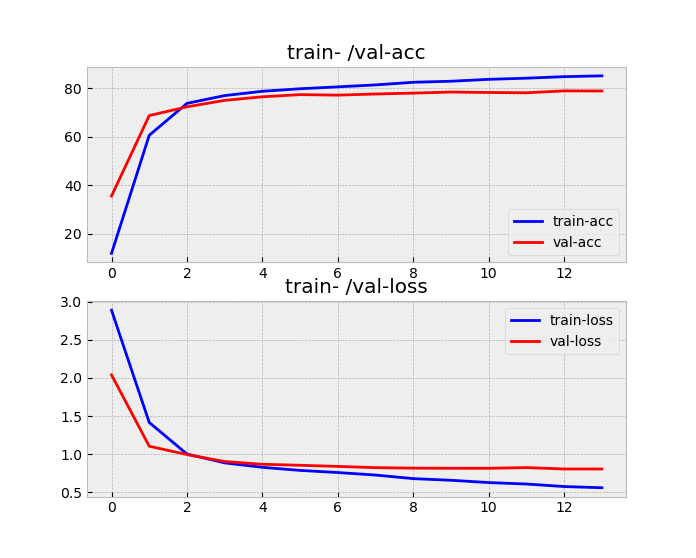 train- /val-acc
80
60
40
20
train-acc
val-acc
0 2 4 6 8 10 12
train- /val-loss
3.0
2.5
2.0
1.5
1.0
0.5
train-loss
val-loss
0 2 4 6 8 10 12